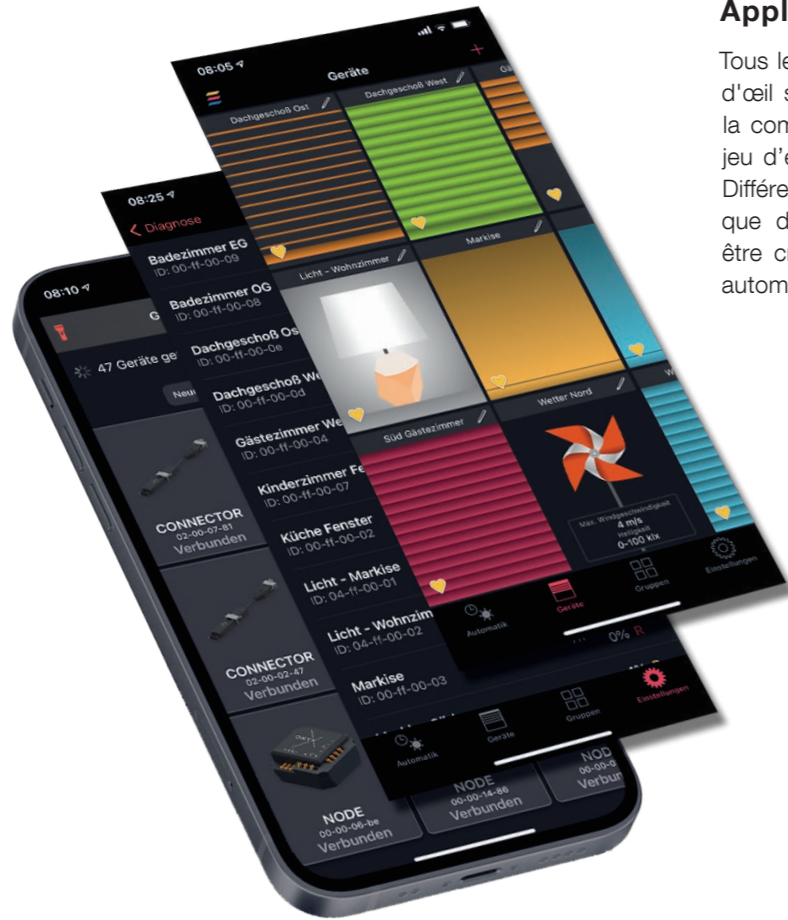 Appl
Tous le
d'œil s
la com
jeu d'e
Différe
que d
être cr
autom
08:05
Geräte
Dachgeschoß Ost
Dachgeschoß West
Licht - Wohnzimmer
Markise
Süd Gästezimmer
Wetter Nord
Max. Windgeschwindigkeit
4 m/s
Helligkeit
0-100 klx
Automatik
Geräte
Gruppen
Einstellungen
08:25
Diagnose
Badezimmer EG
ID: 00-ff-00-09
Badezimmer OG
ID: 00-ff-00-08
Dachgeschoß Os
ID: 00-ff-00-0e
Dachgeschoß We
ID: 00-ff-00-0d
Gästezimmer We
ID: 00-ff-00-04
Kinderzimmer Fe
ID: 00-ff-00-07
Küche Fenster
ID: 00-ff-00-02
Licht - Markise
ID: 04-ff-00-01
Licht - Wohnzim
ID: 04-ff-00-02
0% R
Markise
ID: 00-ff-00-03
Automatik
Geräte
Gruppen
Einstellungen
08:10
G
47 Geräte ge
Neu
CONNECTOR
02-00-07-81
Verbunden
CONNECTOR
02-00-02-47
Verbunden
NODE
00-00-06-be
Verbunden
NODE
00-00-14-86
Verbunden
NOD
00-00-0
Verbun